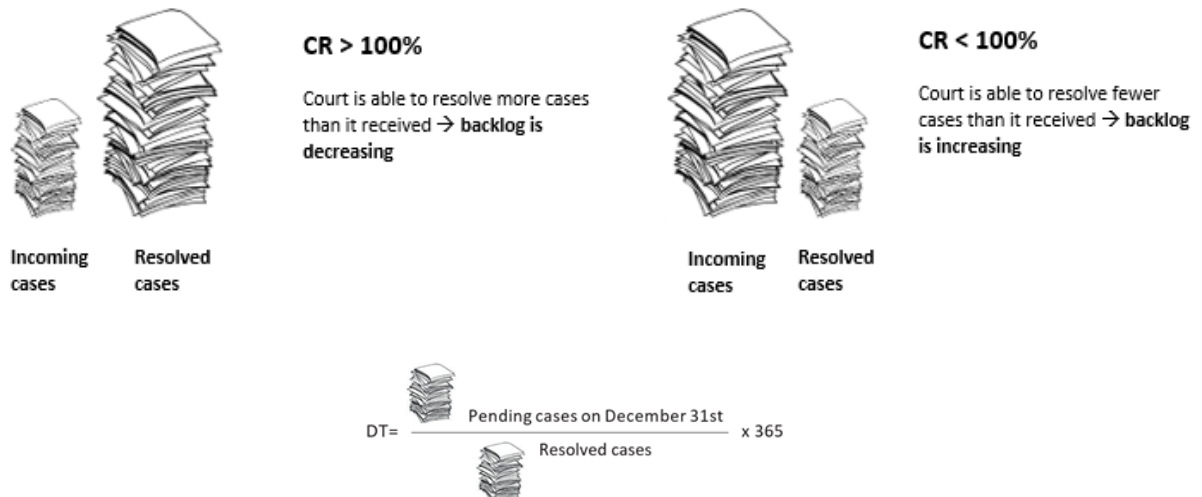 CR > 100%
Court is able to resolve more cases
than it received → backlog is
decreasing
Incoming
cases
Resolved
cases
CR < 100%
Court is able to resolve fewer
cases than it received → backlog
is increasing
Incoming
cases
Resolved
cases
DT=
Pending cases on December 31st
Resolved cases
x 365